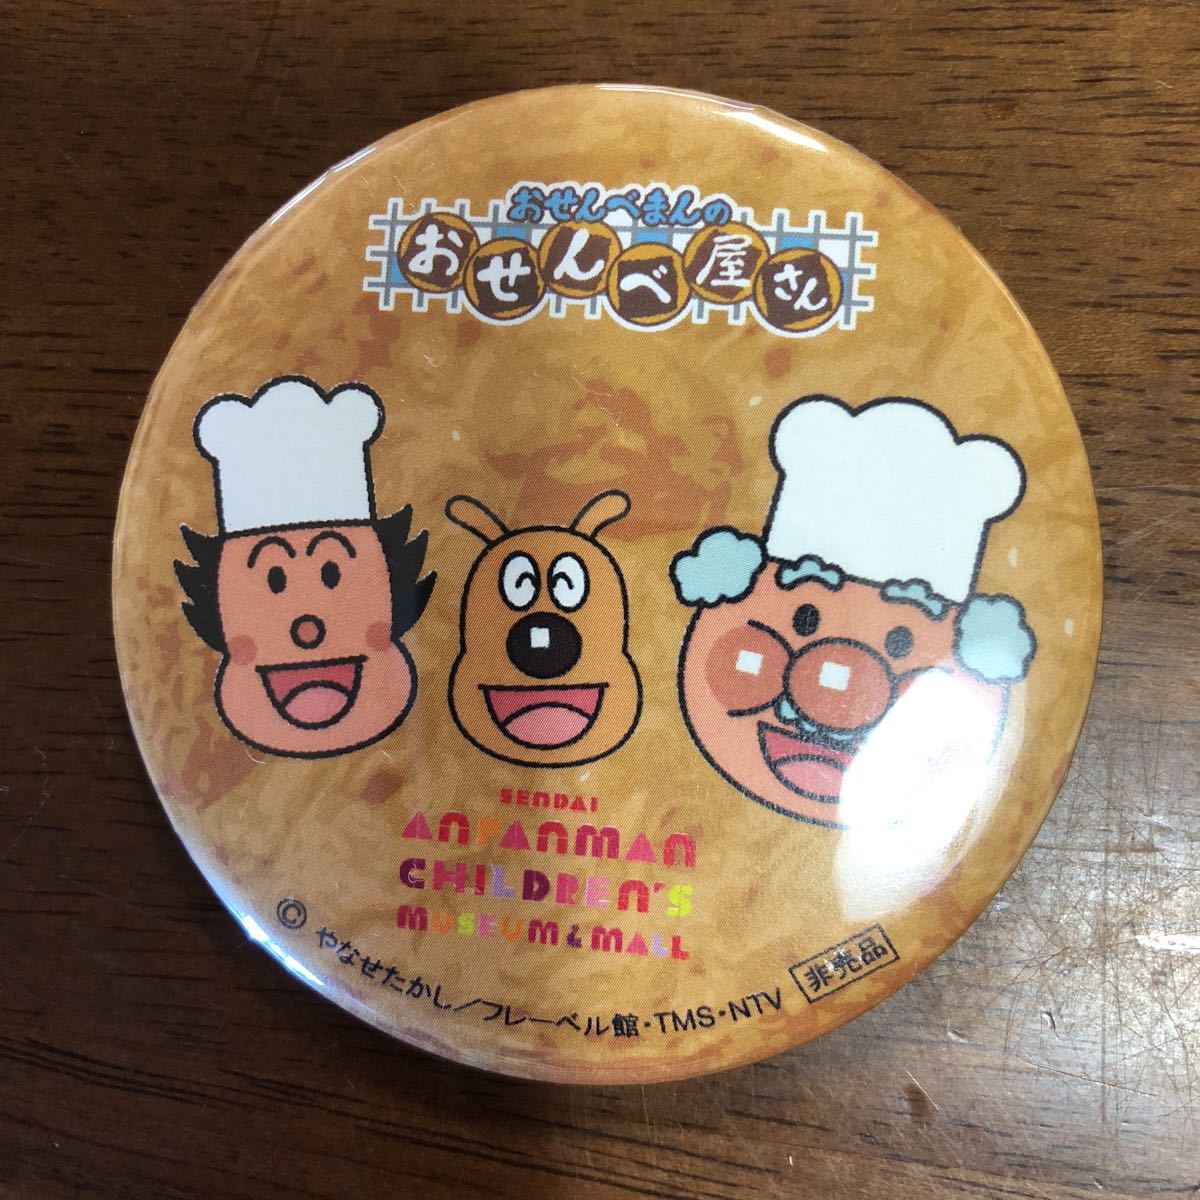 おせんべまんの
おせんべ屋さん
SENDAI
ANPANMAN
CHILDREN'S
MUSEUM & MALL
© やなせたかし/フレーベル館・TMS・NTV
非売品